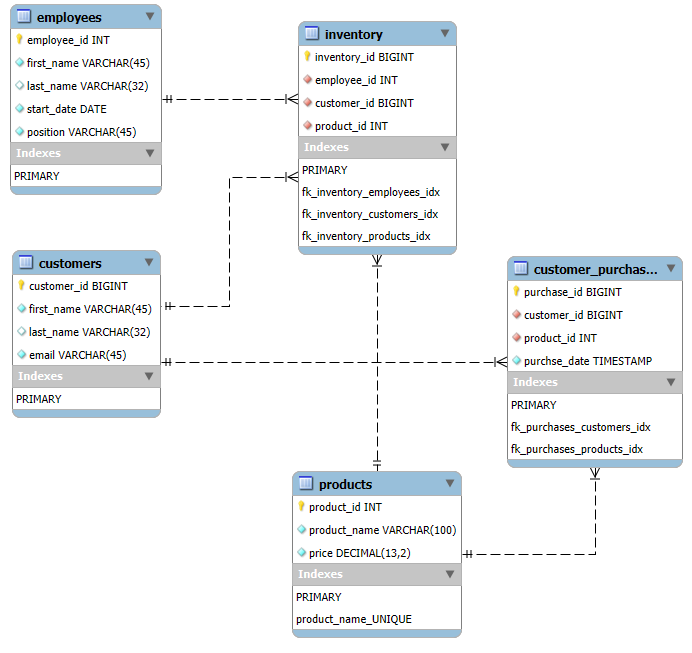 employees
employee_id INT
first_name VARCHAR(45)
last_name VARCHAR(32)
start_date DATE
position VARCHAR(45)
Indexes
PRIMARY
inventory
inventory_id BIGINT
employee_id INT
customer_id BIGINT
product_id INT
Indexes
PRIMARY
fk_inventory_employees_idx
fk_inventory_customers_idx
fk_inventory_products_idx
customers
customer_id BIGINT
first_name VARCHAR(45)
last_name VARCHAR(32)
email VARCHAR(45)
Indexes
PRIMARY
customer_purchas...
purchase_id BIGINT
customer_id BIGINT
product_id INT
purchse_date TIMESTAMP
Indexes
PRIMARY
fk_purchases_customers_idx
fk_purchases_products_idx
products
product_id INT
product_name VARCHAR(100)
price DECIMAL(13,2)
Indexes
PRIMARY
product_name_UNIQUE